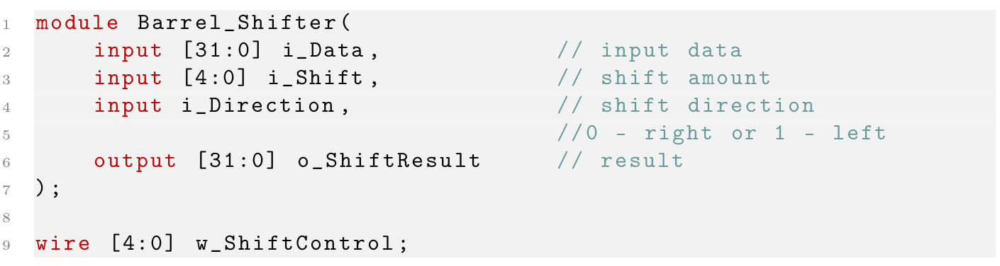 1 module Barrel_Shifter(
2 input [31:0] i_Data, // input data
3 input [4:0] i_Shift, // shift amount
4 input i_Direction, // shift direction
5 //0 - right or 1 - left
6 output [31:0] o_ShiftResult // result
7 );
8
9 wire [4:0] w_ShiftControl;